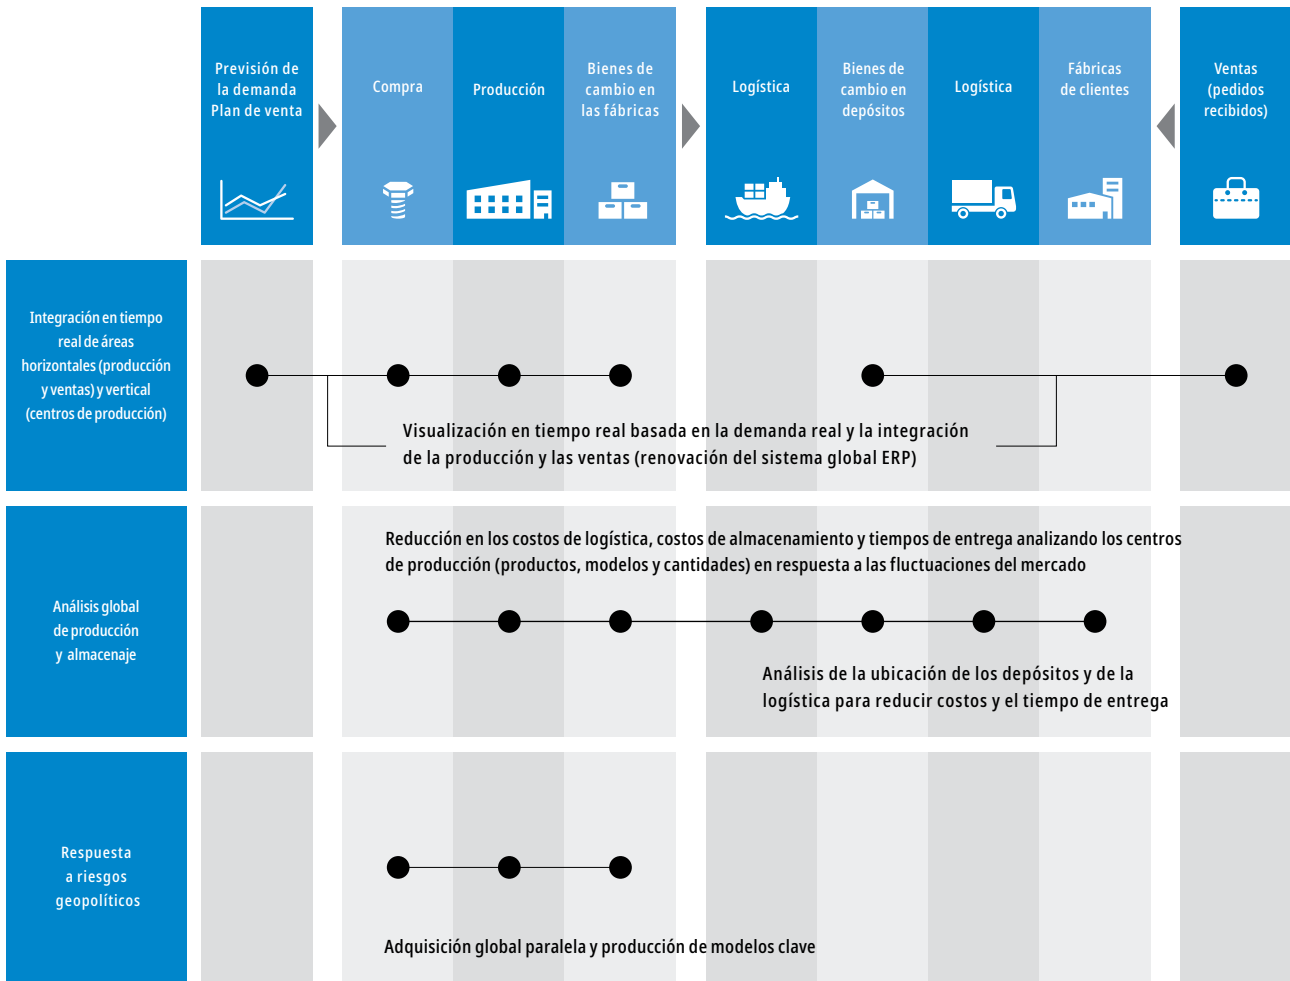 Previsión de
la demanda
Plan de venta
Compra
Producción
Bienes de
cambio en
las fábricas
Logística
Bienes de
cambio en
depósitos
Logística
Fábricas
de clientes
Ventas
(pedidos
recibidos)
Integración en tiempo
real de áreas
horizontales (producción
y ventas) y vertical
(centros de producción)
Visualización en tiempo real basada en la demanda real y la integración
de la producción y las ventas (renovación del sistema global ERP)
Análisis global
de producción
y almacenaje
Reducción en los costos de logística, costos de almacenamiento y tiempos de entrega analizando los centros
de producción (productos, modelos y cantidades) en respuesta a las fluctuaciones del mercado
Análisis de la ubicación de los depósitos y de la
logística para reducir costos y el tiempo de entrega
Respuesta
a riesgos
geopolíticos
Adquisición global paralela y producción de modelos clave